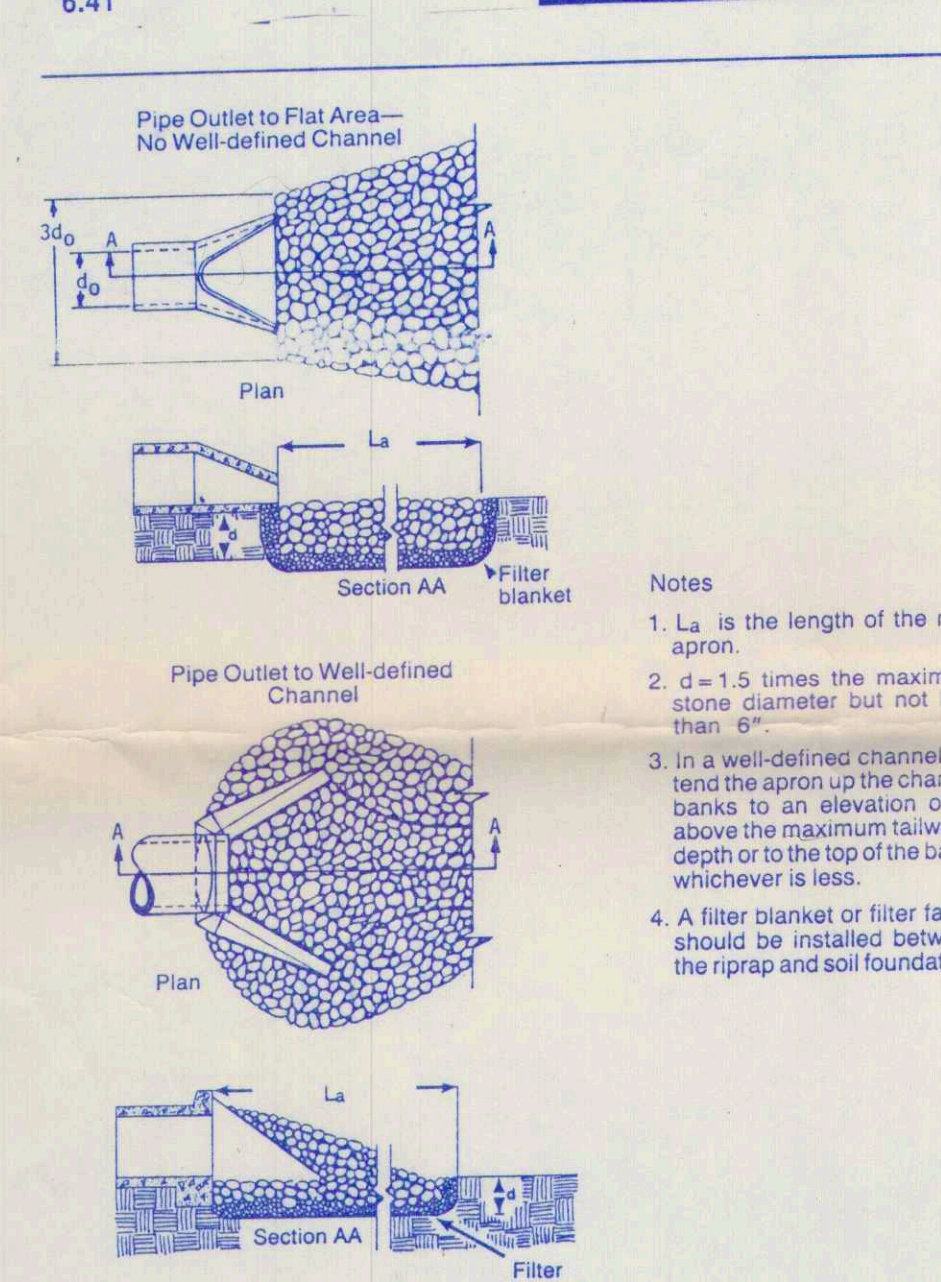 6.41
Pipe Outlet to Flat Area—
No Well-defined Channel
3do
A
A
do
Plan
La
d
Section AA
Filter
blanket
Pipe Outlet to Well-defined
Channel
A
A
Plan
La
d
Section AA
Filter
Notes
1. La is the length of the
apron.
2. d = 1.5 times the maxim
stone diameter but not
than 6".
3. In a well-defined channel
tend the apron up the chan
banks to an elevation o
above the maximum tailw
depth or to the top of the ba
whichever is less.
4. A filter blanket or filter fa
should be installed betw
the riprap and soil foundat